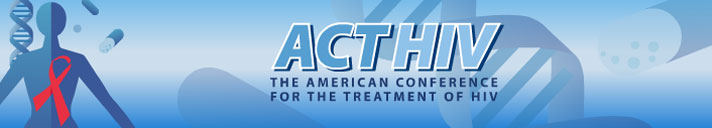 ACTHIV
THE AMERICAN CONFERENCE
FOR THE TREATMENT OF HIV